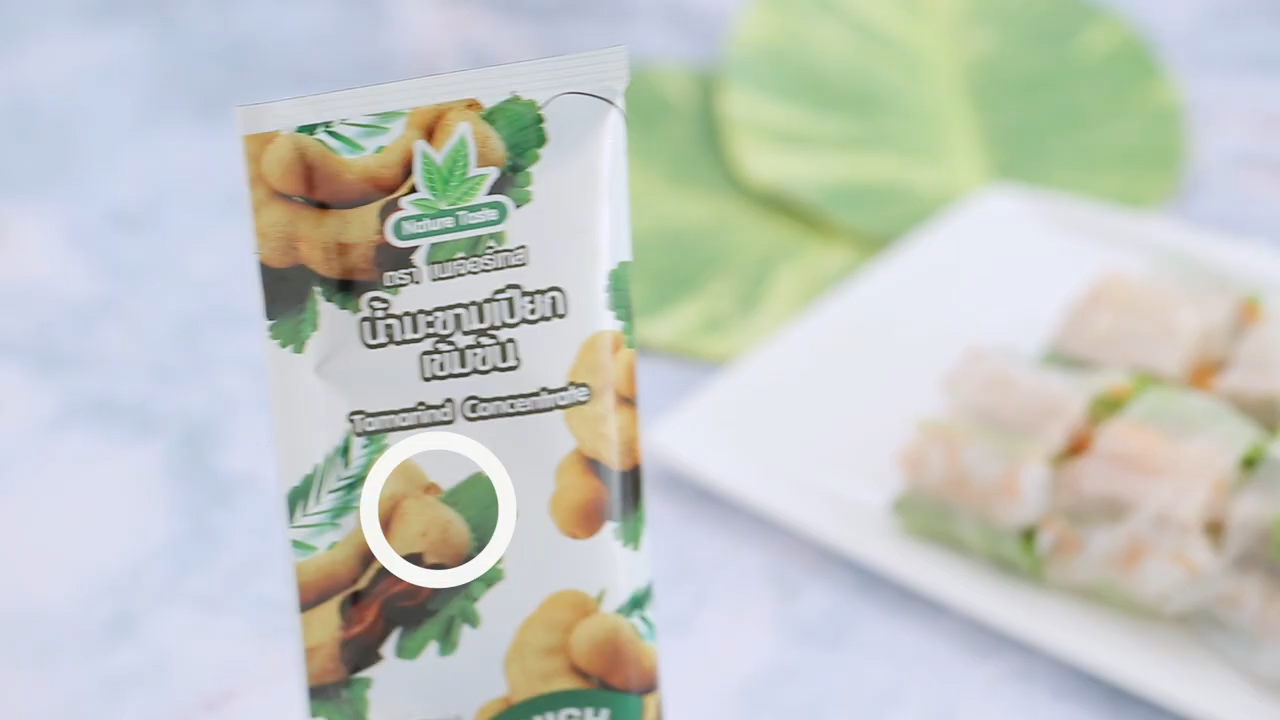 Nature Taste
ตรา เนเจอร์เทส
น้ำมะขามเปียก
เข้มข้น
Tamarind Concentrate